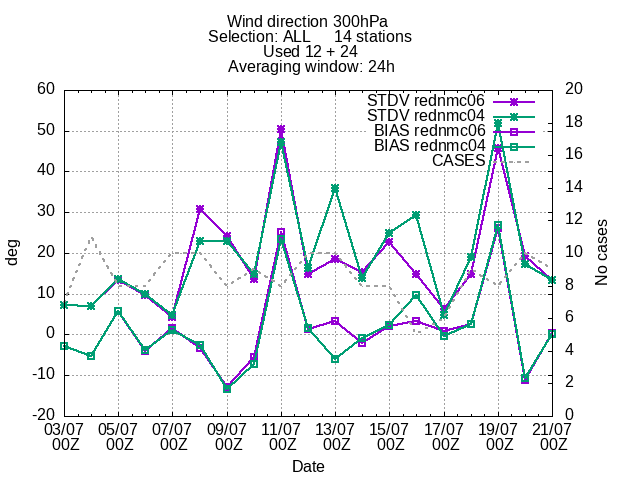 Wind direction 300hPa
Selection: ALL 14 stations
Used 12 + 24
Averaging window: 24h
STDV rednmc06
STDV rednmc04
BIAS rednmc06
BIAS rednmc04
CASES
60
50
40
30
20
10
0
-10
-20
deg
20
18
16
14
12
10
8
6
4
2
0
No cases
03/07 05/07 07/07 09/07 11/07 13/07 15/07 17/07 19/07 21/07
00Z 00Z 00Z 00Z 00Z 00Z 00Z 00Z 00Z 00Z
Date